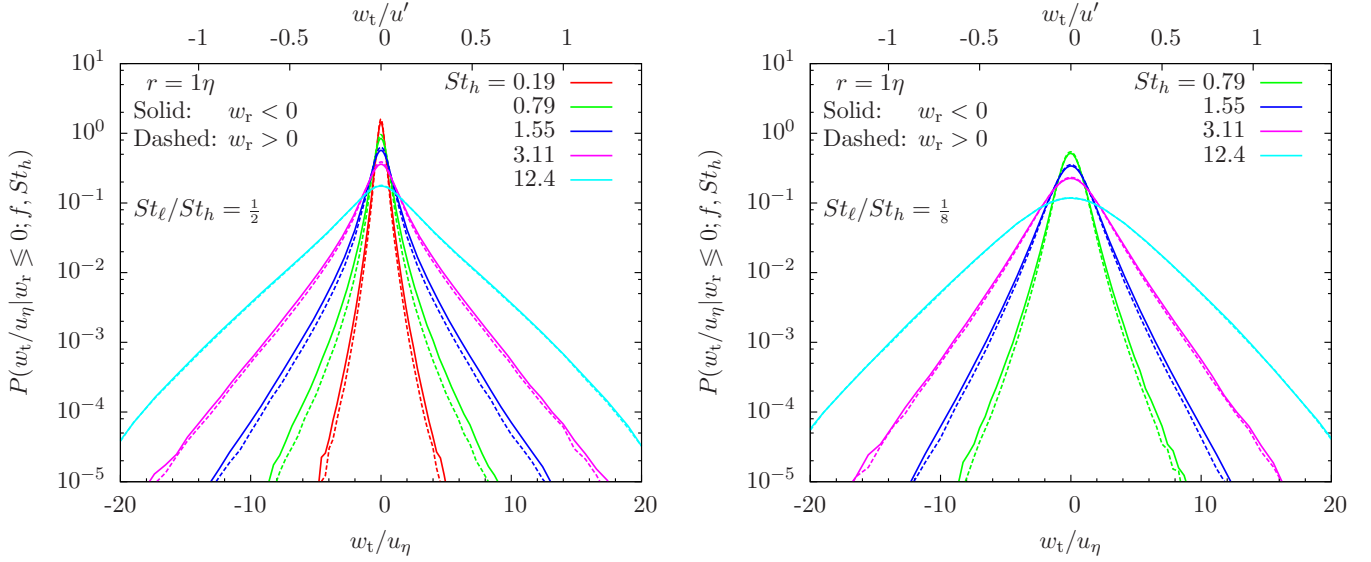 w_t/u′
-1 -0.5 0 0.5 1
10^1
10^0
10^-1
10^-2
10^-3
10^-4
10^-5
P(w_t/u_η|w_r ≶ 0; f, St_h)
r = 1η
Solid: w_r < 0
Dashed: w_r > 0
St_ℓ/St_h = 1/2
St_h = 0.19
0.79
1.55
3.11
12.4
-20 -10 0 10 20
w_t/u_η
w_t/u′
-1 -0.5 0 0.5 1
10^1
10^0
10^-1
10^-2
10^-3
10^-4
10^-5
P(w_t/u_η|w_r ≶ 0; f, St_h)
r = 1η
Solid: w_r < 0
Dashed: w_r > 0
St_ℓ/St_h = 1/8
St_h = 0.79
1.55
3.11
12.4
-20 -10 0 10 20
w_t/u_η